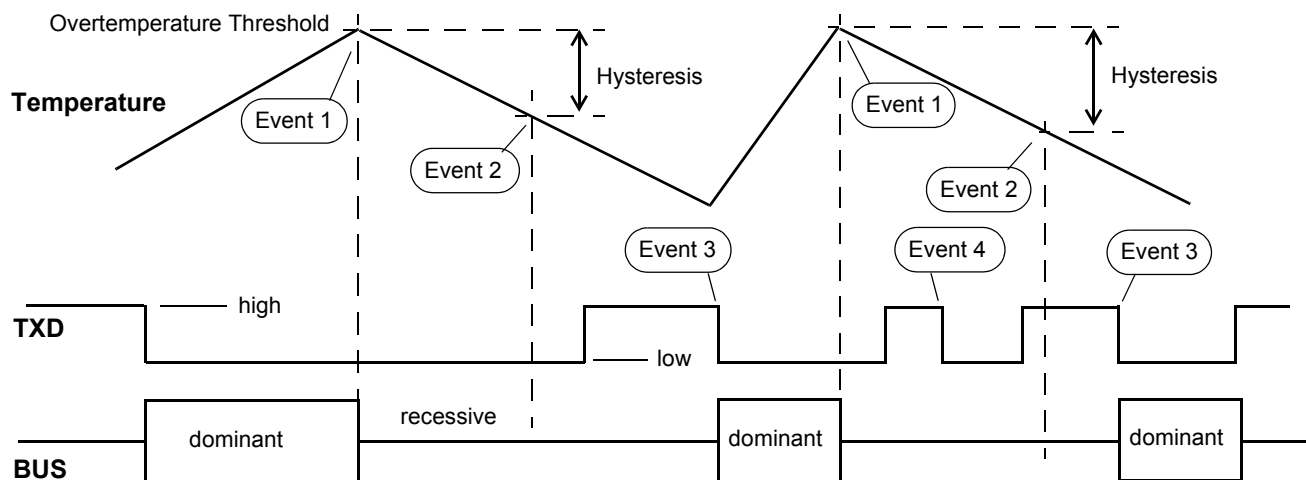 Overtemperature Threshold
Hysteresis
Hysteresis
Temperature
Event 1
Event 1
Event 2
Event 2
Event 3
Event 4
Event 3
high
TXD
low
recessive
dominant
dominant
dominant
BUS